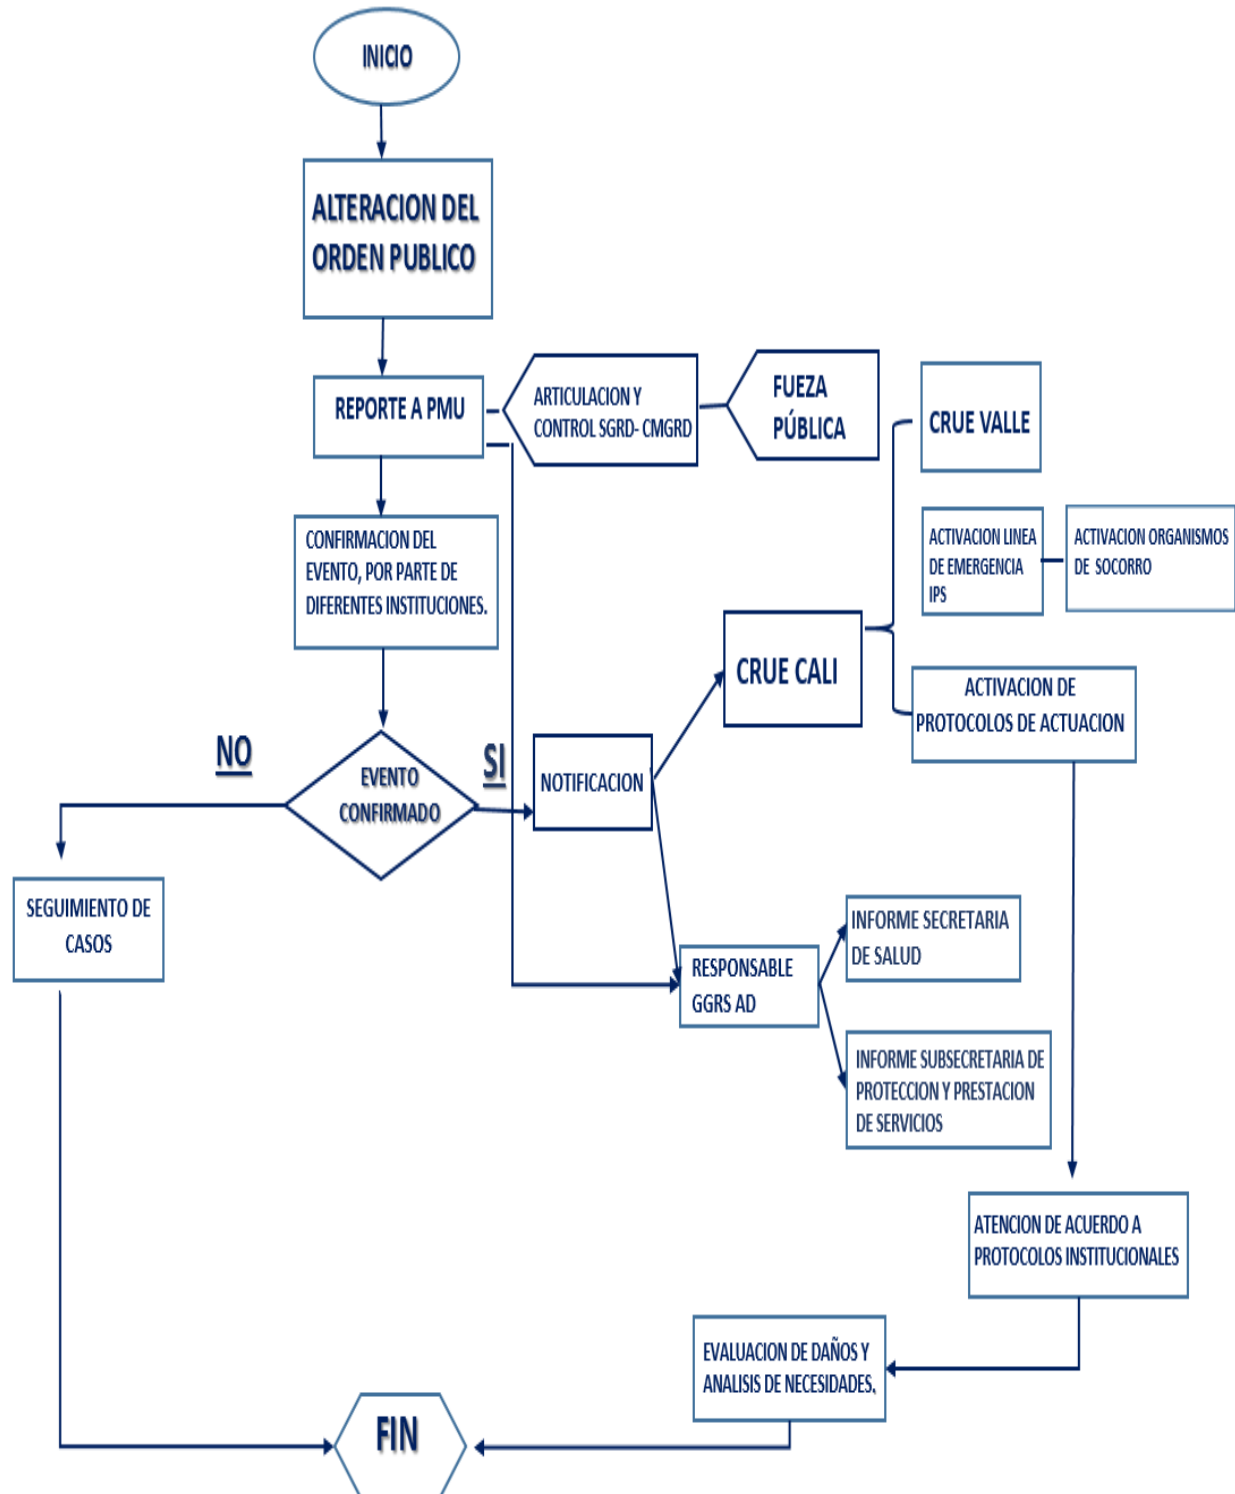 INICIO
ALTERACION DEL
ORDEN PUBLICO
REPORTE A PMU
ARTICULACION Y
CONTROL SGRD- CMGRD
FUEZA
PÚBLICA
CRUE VALLE
CONFIRMACION DEL
EVENTO, POR PARTE DE
DIFERENTES INSTITUCIONES.
ACTIVACION LINEA
DE EMERGENCIA
IPS
ACTIVACION ORGANISMOS
DE SOCORRO
CRUE CALI
ACTIVACION DE
PROTOCOLOS DE ACTUACION
NO
EVENTO
CONFIRMADO
SI
NOTIFICACION
SEGUIMIENTO DE
CASOS
RESPONSABLE
GGRS AD
INFORME SECRETARIA
DE SALUD
INFORME SUBSECRETARIA DE
PROTECCION Y PRESTACION
DE SERVICIOS
ATENCION DE ACUERDO A
PROTOCOLOS INSTITUCIONALES
EVALUACION DE DAÑOS Y
ANALISIS DE NECESIDADES.
FIN